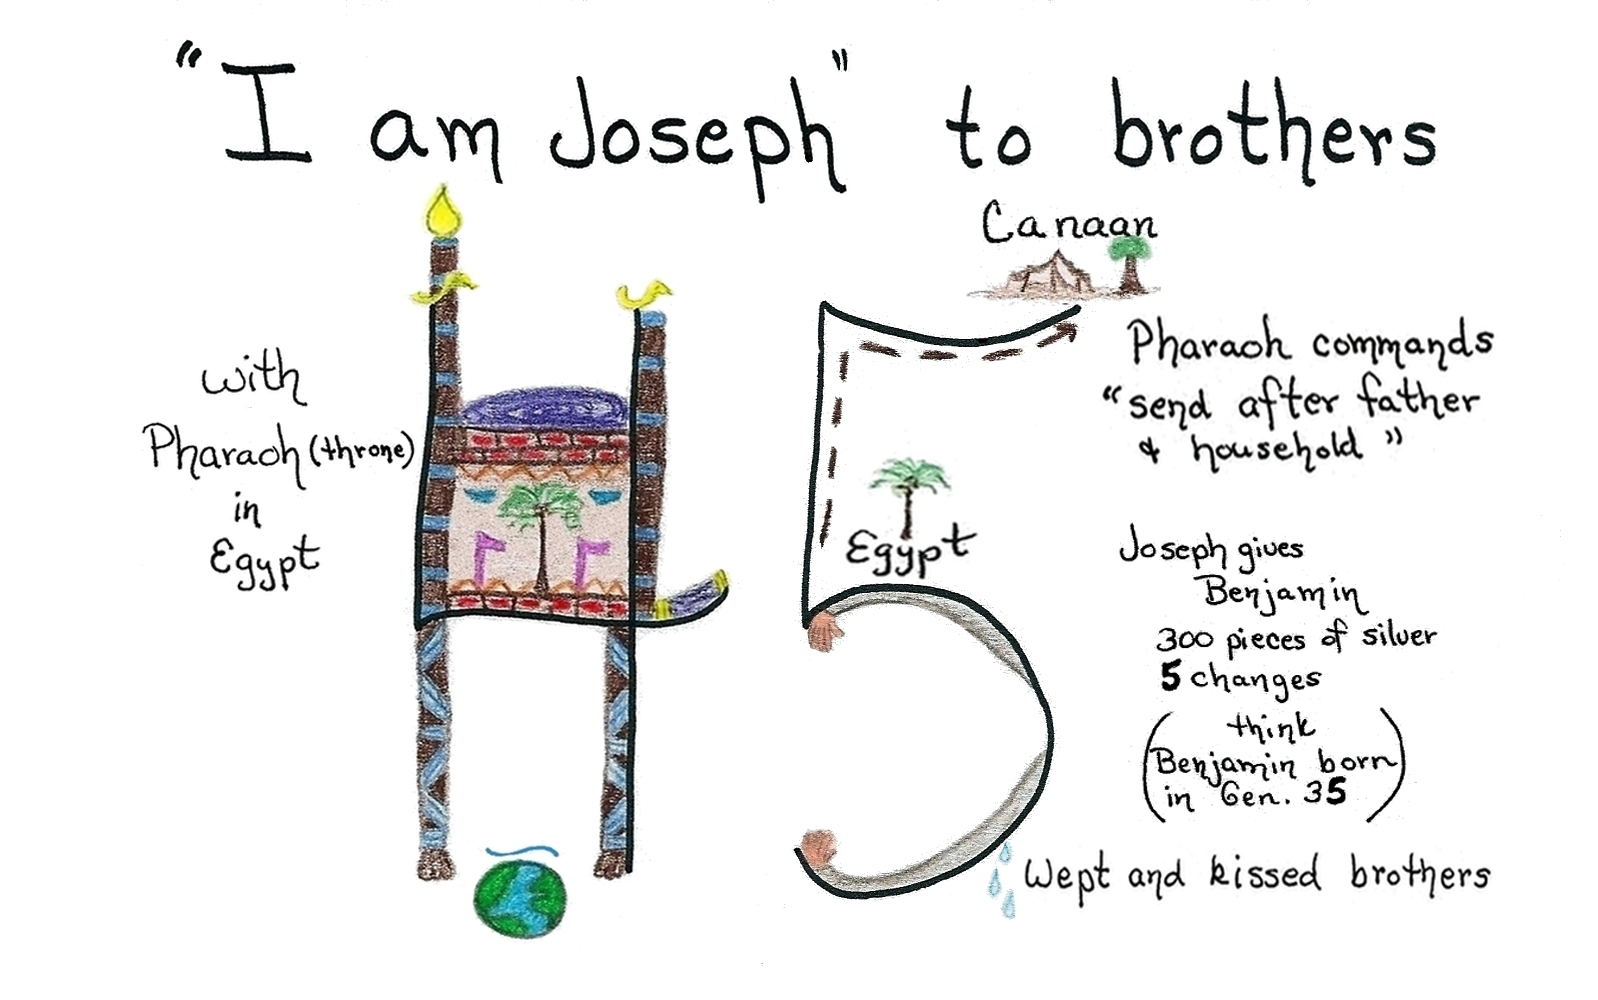 "I am Joseph" to brothers
Canaan
with
Pharaoh (throne)
in
Egypt
Egypt
Pharaoh commands
"send after father
& household"
Joseph gives
Benjamin
300 pieces of silver
5 changes
(think
Benjamin born
in Gen. 35)
Wept and kissed brothers
45